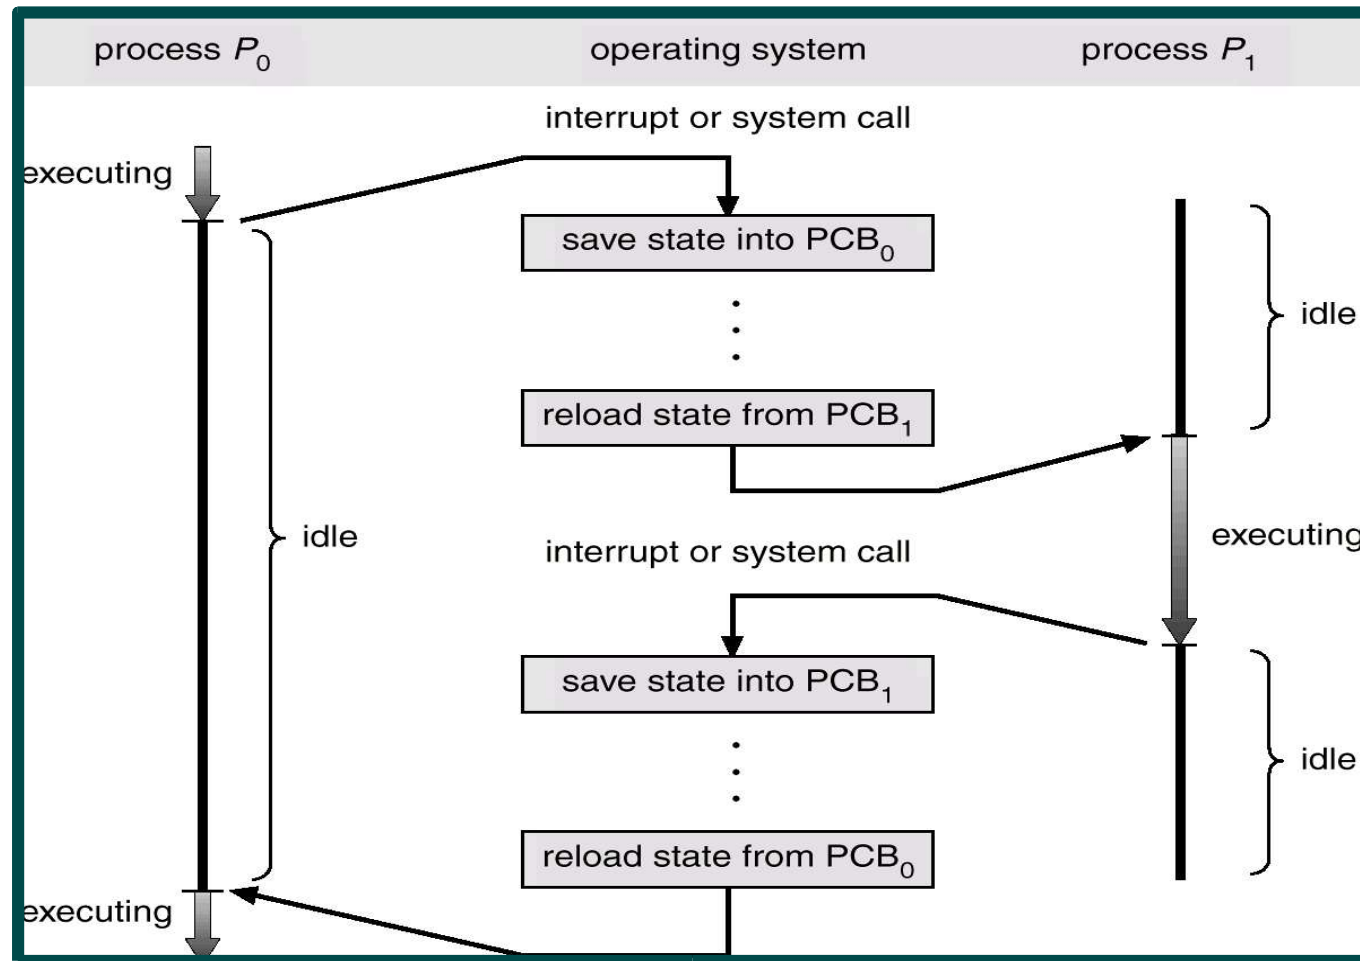 process P0 operating system process P1
interrupt or system call
executing
save state into PCB0
idle
reload state from PCB1
idle
executing
interrupt or system call
save state into PCB1
idle
reload state from PCB0
executing